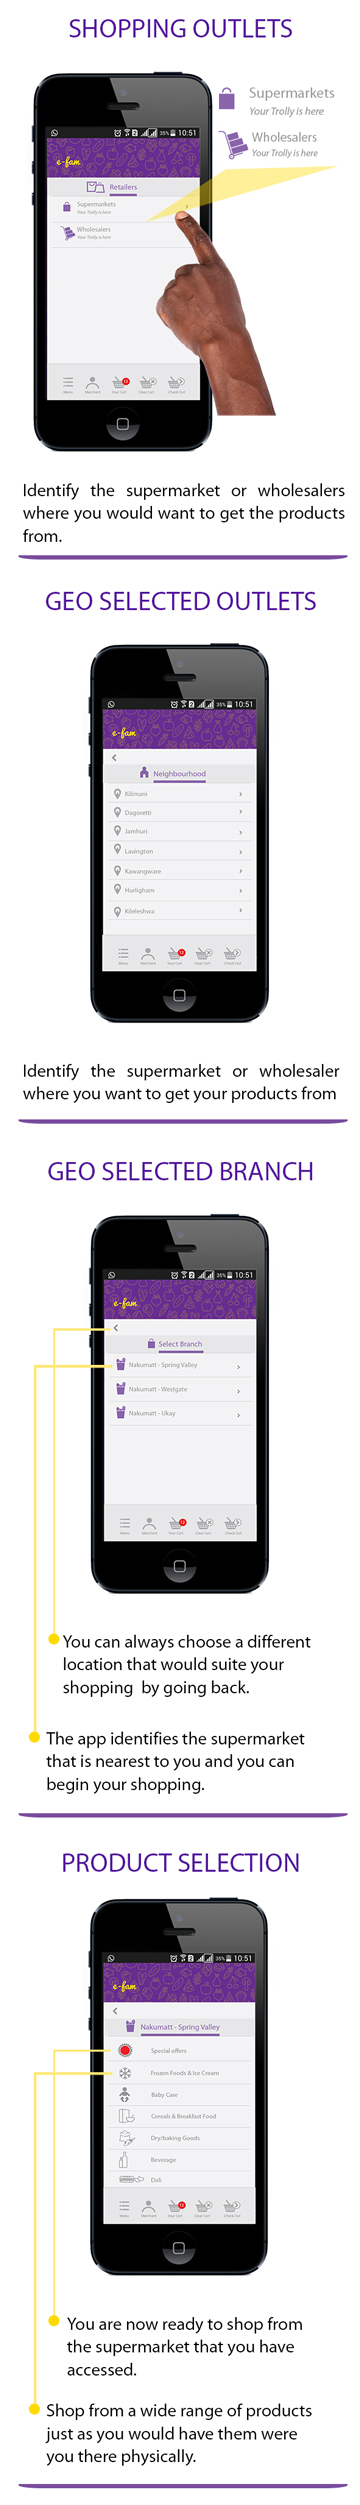 SHOPPING OUTLETS
Supermarkets
Your Trolly is here
Wholesalers
Your Trolly is here
35% 10:51
e-fam
Retailers
Supermarkets
Your Trolly is here
Wholesalers
Your Trolly is here
Menu Merchant Your Cart Clear Cart Check Out
Identify the supermarket or wholesalers
where you would want to get the products
from.
GEO SELECTED OUTLETS
35% 10:51
e-fam
Neighbourhood
Kilimani
Dagoretti
Jamhuri
Lavington
Kawangware
Hurligham
Kileleshwa
Menu Merchant Your Cart Clear Cart Check Out
Identify the supermarket or wholesaler
where you want to get your products from
GEO SELECTED BRANCH
35% 10:51
e-fam
Select Branch
Nakumatt - Spring Valley
Nakumatt - Westgate
Nakumatt - Ukay
Menu Merchant Your Cart Clear Cart Check Out
You can always choose a different
location that would suite your
shopping by going back.
The app identifies the supermarket
that is nearest to you and you can
begin your shopping.
PRODUCT SELECTION
35% 10:51
e-fam
Nakumatt - Spring Valley
Special offers
Frozen Foods & Ice Cream
Baby Care
Cereals & Breakfast Food
Dry/baking Goods
Beverage
Deli
Menu Merchant Your Cart Clear Cart Check Out
You are now ready to shop from
the supermarket that you have
accessed.
Shop from a wide range of products
just as you would have them were
you there physically.